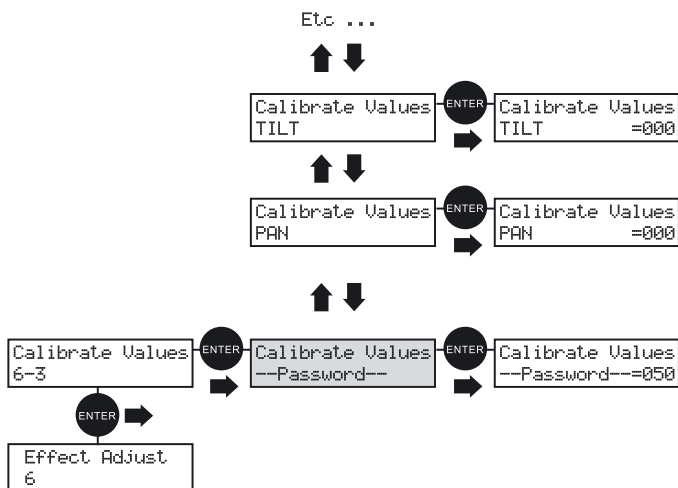 Etc ...
Calibrate Values
TILT
ENTER
Calibrate Values
TILT =000
Calibrate Values
PAN
ENTER
Calibrate Values
PAN =000
Calibrate Values
6-3
ENTER
Calibrate Values
--Password--
ENTER
Calibrate Values
--Password--=050
ENTER
Effect Adjust
6